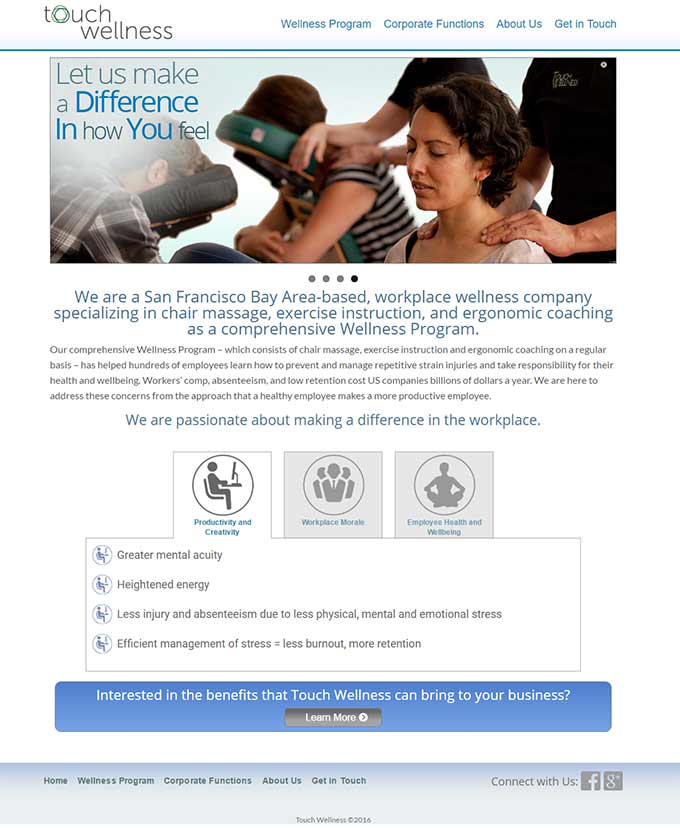 touch
wellness
Wellness Program Corporate Functions About Us Get in Touch
Let us make
a Difference
In how You feel
Touch
Wellness
We are a San Francisco Bay Area-based, workplace wellness company
specializing in chair massage, exercise instruction, and ergonomic coaching
as a comprehensive Wellness Program.
Our comprehensive Wellness Program – which consists of chair massage, exercise instruction and ergonomic coaching on a regular
basis – has helped hundreds of employees learn how to prevent and manage repetitive strain injuries and take responsibility for their
health and wellbeing. Workers' comp, absenteeism, and low retention cost US companies billions of dollars a year. We are here to
address these concerns from the approach that a healthy employee makes a more productive employee.
We are passionate about making a difference in the workplace.
Productivity and
Creativity
Workplace Morale
Employee Health and
Wellbeing
Greater mental acuity
Heightened energy
Less injury and absenteeism due to less physical, mental and emotional stress
Efficient management of stress = less burnout, more retention
Interested in the benefits that Touch Wellness can bring to your business?
Learn More
Home Wellness Program Corporate Functions About Us Get in Touch
Connect with Us:
Touch Wellness ©2016